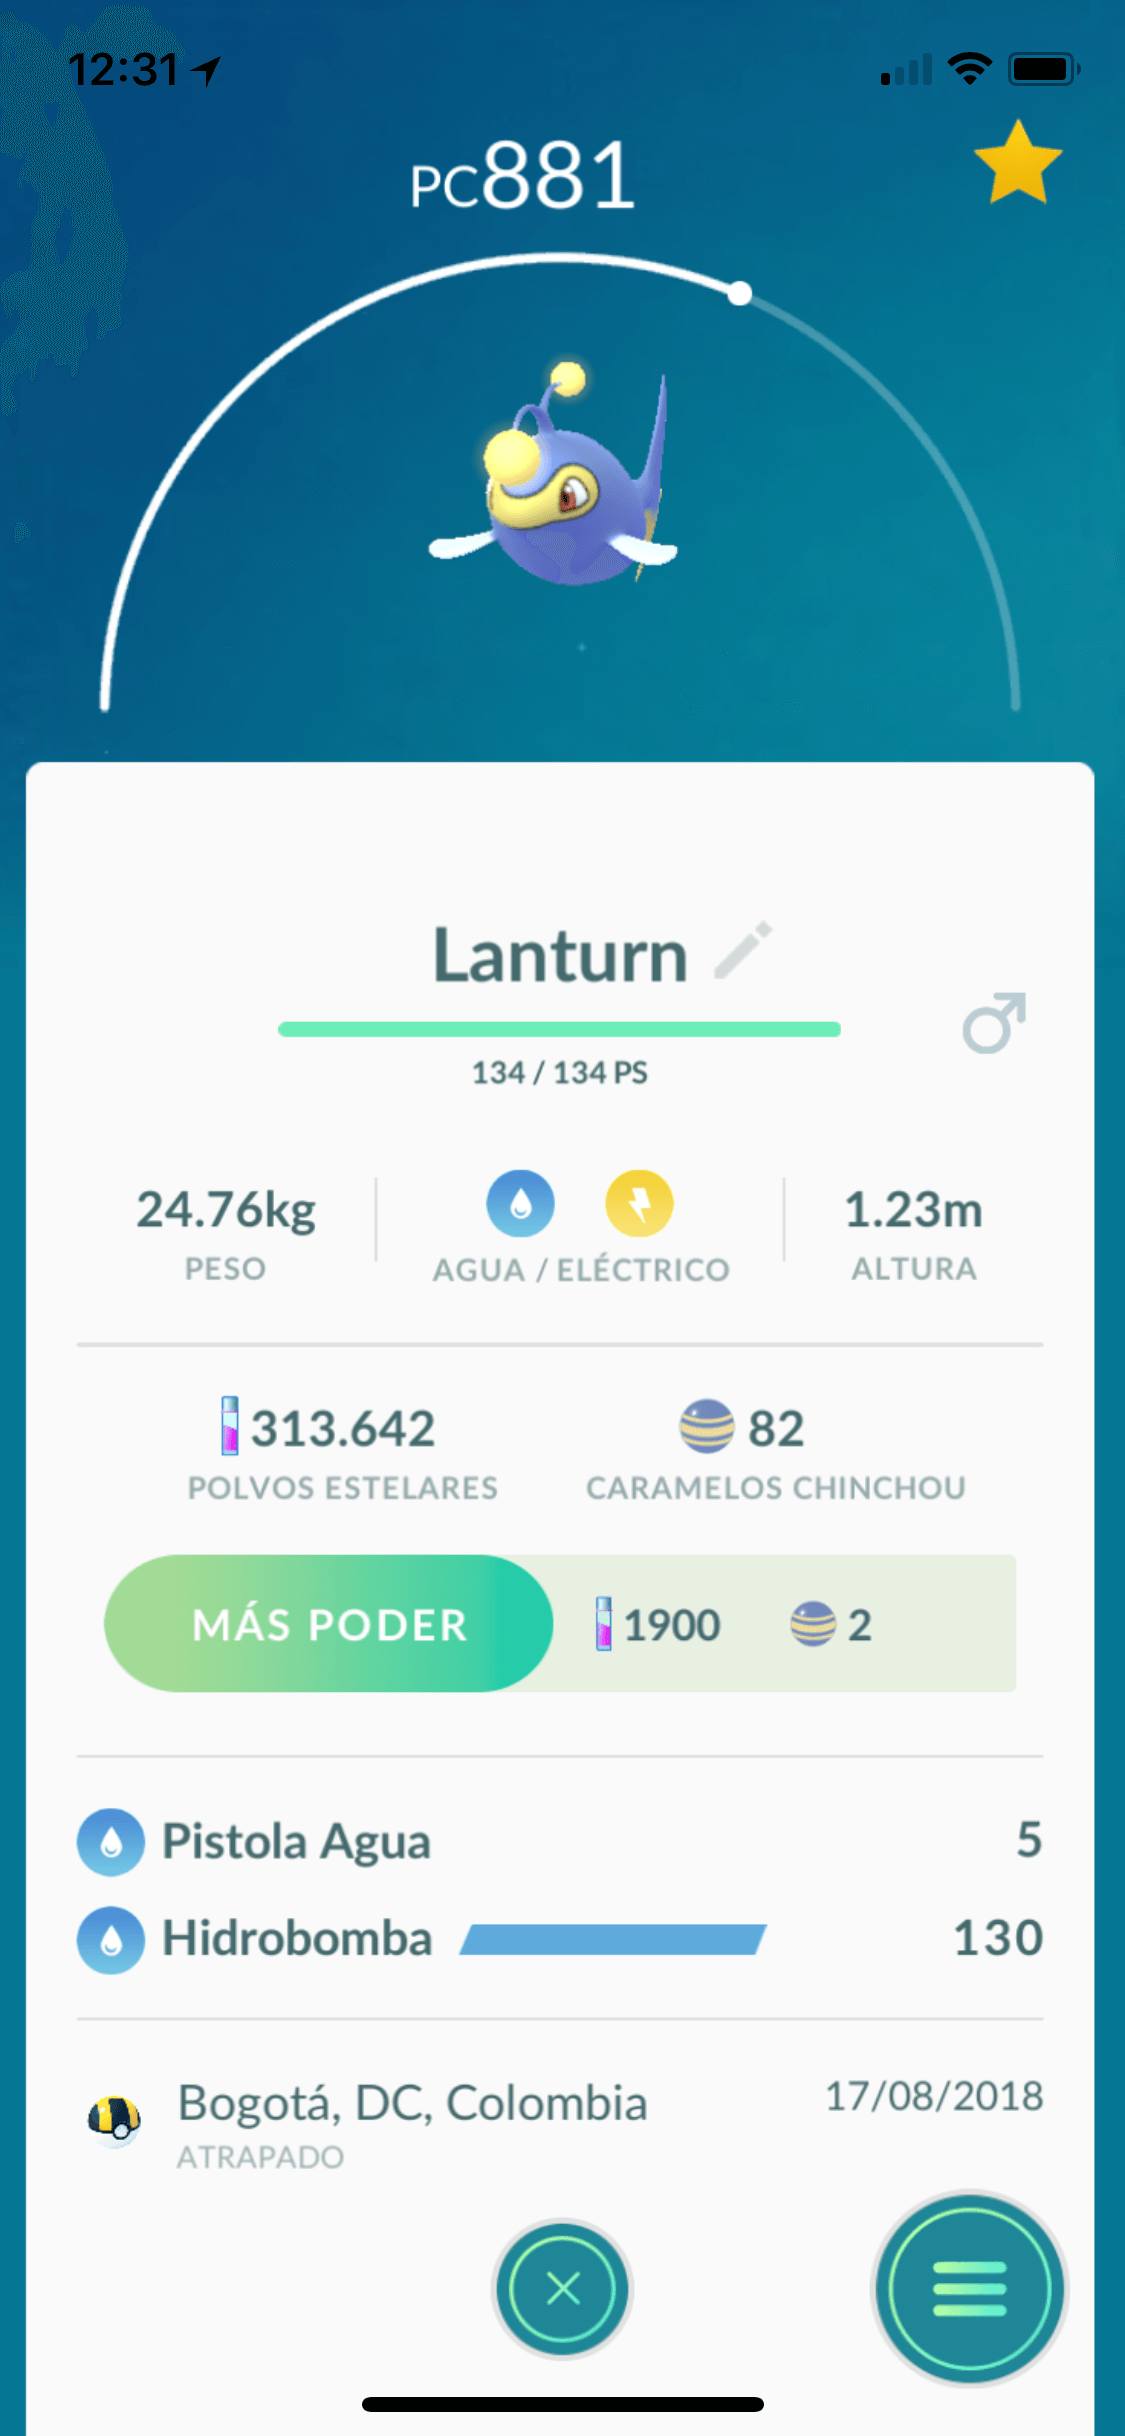 12:31
PC881
Lanturn
134 / 134 PS
24.76kg
PESO
AGUA / ELÉCTRICO
1.23m
ALTURA
313.642
POLVOS ESTELARES
82
CARAMELOS CHINCHOU
MÁS PODER 1900 2
Pistola Agua 5
Hidrobomba 130
Bogotá, DC, Colombia 17/08/2018
ATRAPADO